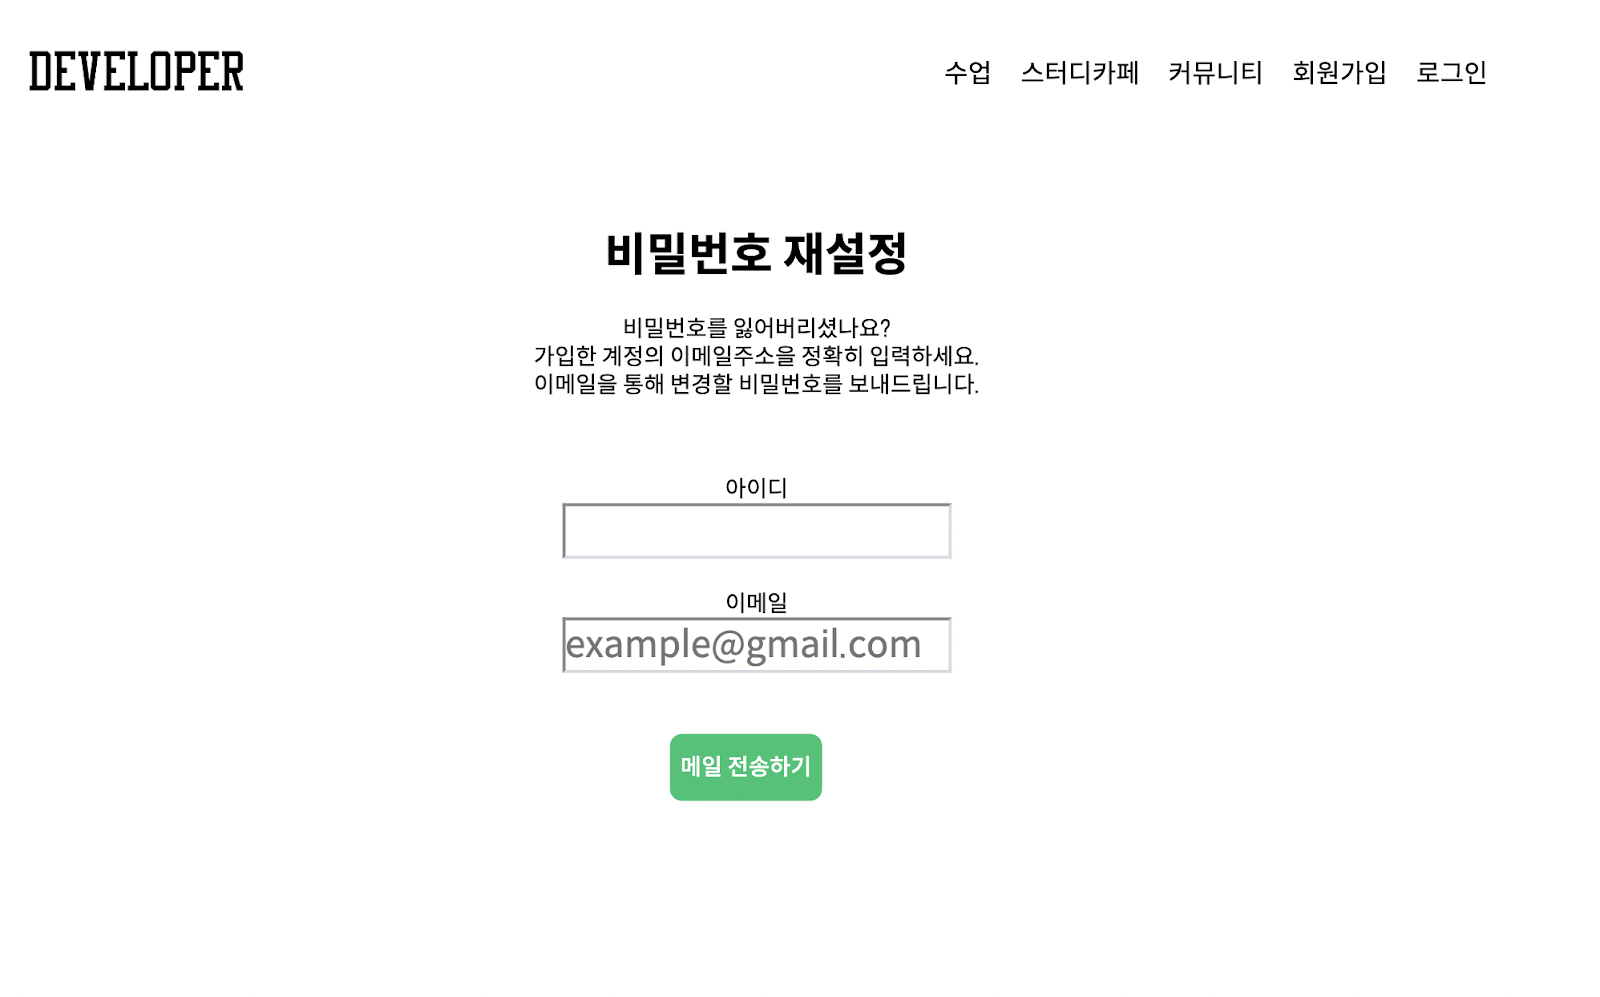 DEVELOPER
수업 스터디카페 커뮤니티 회원가입 로그인
비밀번호 재설정
비밀번호를 잃어버리셨나요?
가입한 계정의 이메일주소을 정확히 입력하세요.
이메일을 통해 변경할 비밀번호를 보내드립니다.
아이디
이메일
example@gmail.com
메일 전송하기